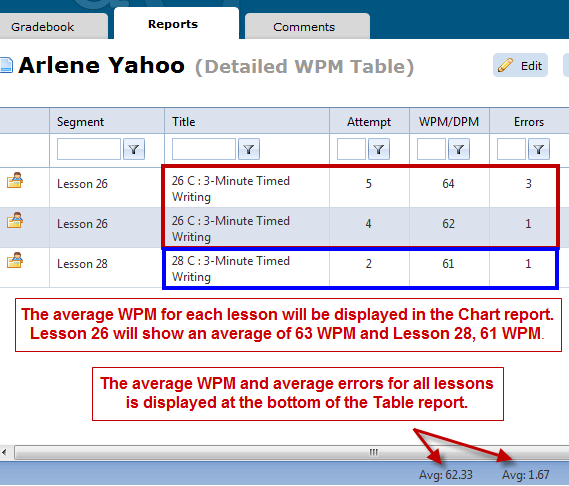 Gradebook Reports Comments
Arlene Yahoo (Detailed WPM Table) Edit
Segment Title Attempt WPM/DPM Errors
Lesson 26 26 C : 3-Minute Timed 5 64 3
Writing
Lesson 26 26 C : 3-Minute Timed 4 62 1
Writing
Lesson 28 28 C : 3-Minute Timed 2 61 1
Writing
The average WPM for each lesson will be displayed in the Chart report.
Lesson 26 will show an average of 63 WPM and Lesson 28, 61 WPM.
The average WPM and average errors for all lessons
is displayed at the bottom of the Table report.
Avg: 62.33 Avg: 1.67